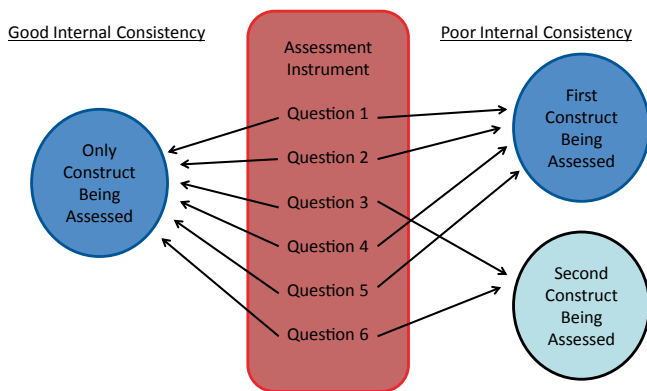 Good Internal Consistency
Poor Internal Consistency
Assessment
Instrument
Question 1
Question 2
Question 3
Question 4
Question 5
Question 6
Only
Construct
Being
Assessed
First
Construct
Being
Assessed
Second
Construct
Being
Assessed